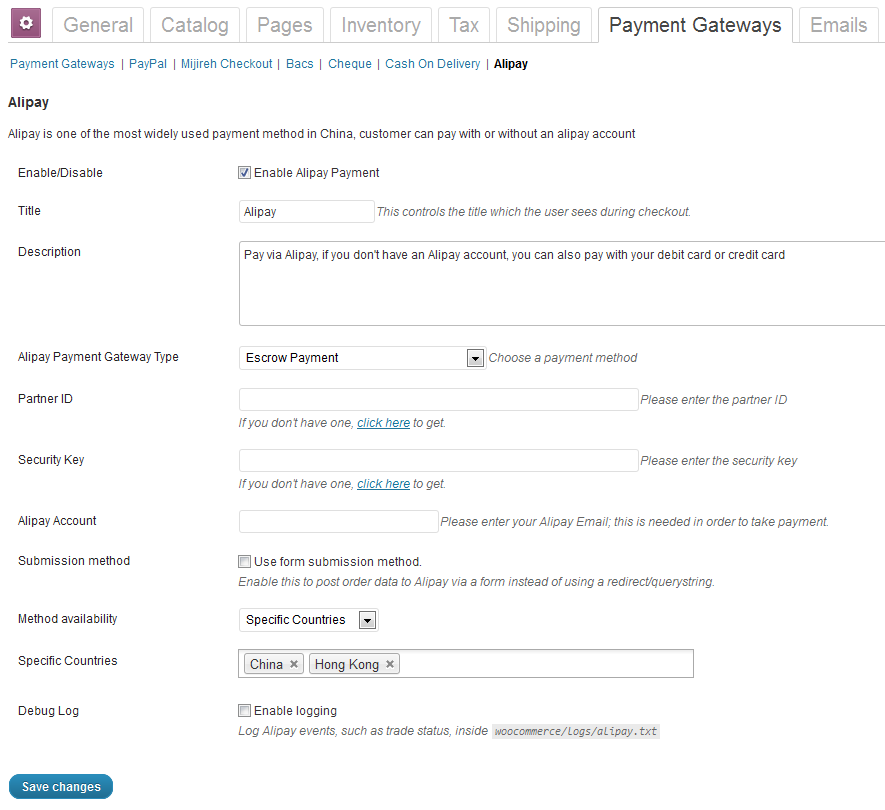 General Catalog Pages Inventory Tax Shipping Payment Gateways Emails
Payment Gateways | PayPal | Mijireh Checkout | Bacs | Cheque | Cash On Delivery | Alipay
Alipay
Alipay is one of the most widely used payment method in China, customer can pay with or without an alipay account
Enable/Disable Enable Alipay Payment
Title Alipay This controls the title which the user sees during checkout.
Description Pay via Alipay, if you don't have an Alipay account, you can also pay with your debit card or credit card
Alipay Payment Gateway Type Escrow Payment Choose a payment method
Partner ID Please enter the partner ID
If you don't have one, click here to get.
Security Key Please enter the security key
If you don't have one, click here to get.
Alipay Account Please enter your Alipay Email; this is needed in order to take payment.
Submission method Use form submission method.
Enable this to post order data to Alipay via a form instead of using a redirect/querystring.
Method availability Specific Countries
Specific Countries China × Hong Kong ×
Debug Log Enable logging
Log Alipay events, such as trade status, inside woocommerce/logs/alipay.txt
Save changes